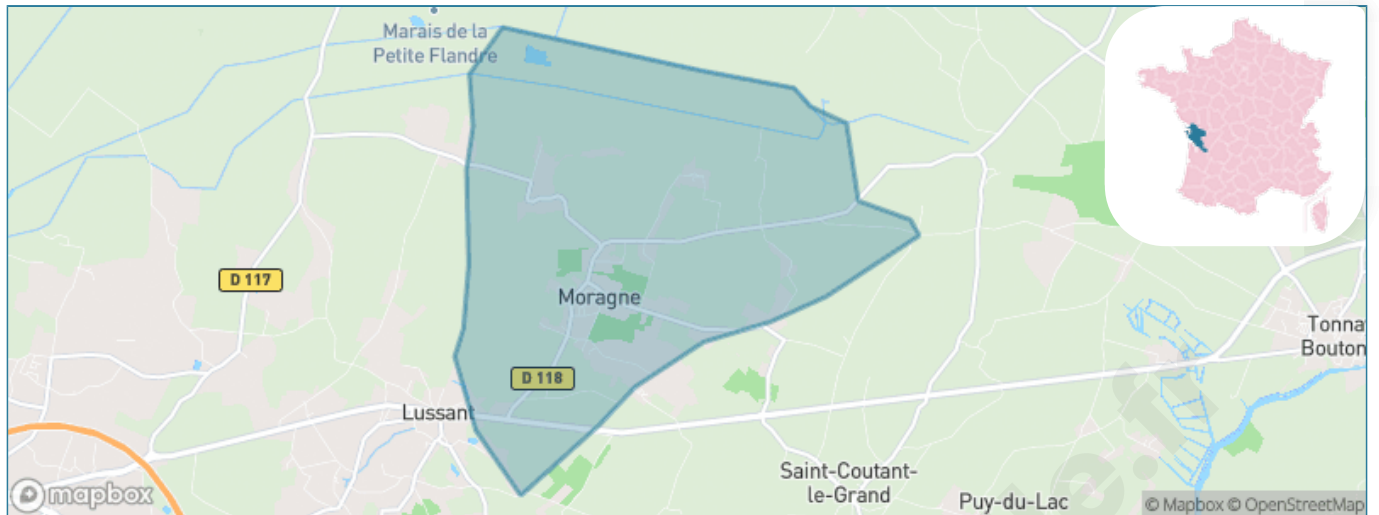 Marais de la
Petite Flandre
D 117
Moragne
D 118
Lussant
Tonna
Bouton
Saint-Coutant-
le-Grand
Puy-du-Lac
mapbox
© Mapbox © OpenStreetMap